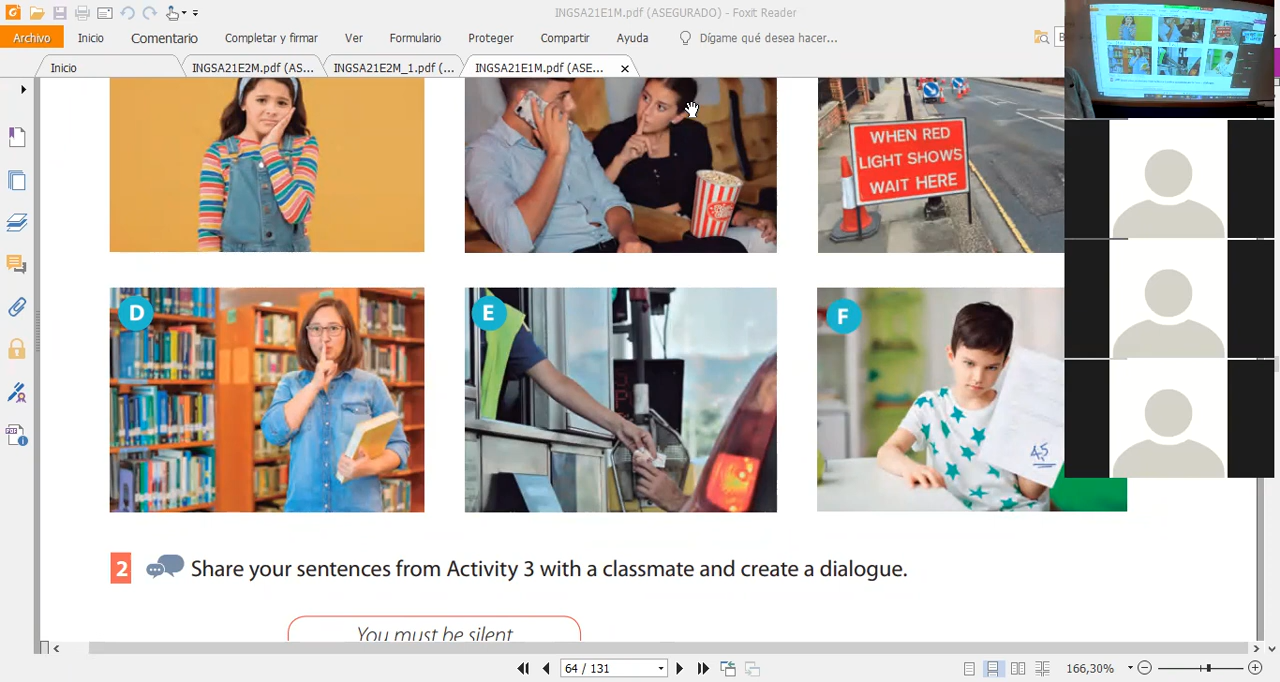 INGSA21E1M.pdf (ASEGURADO) - Foxit Reader
Archivo Inicio Comentario Completar y firmar Ver Formulario Proteger Compartir Ayuda Dígame qué desea hacer...
Inicio INGSA21E2M.pdf (AS... INGSA21E2M_1.pdf (... INGSA21E1M.pdf (ASE...
WHEN RED
LIGHT SHOWS
WAIT HERE
D E F
45
2 Share your sentences from Activity 3 with a classmate and create a dialogue.
You must be silent
64 / 131 166,30%